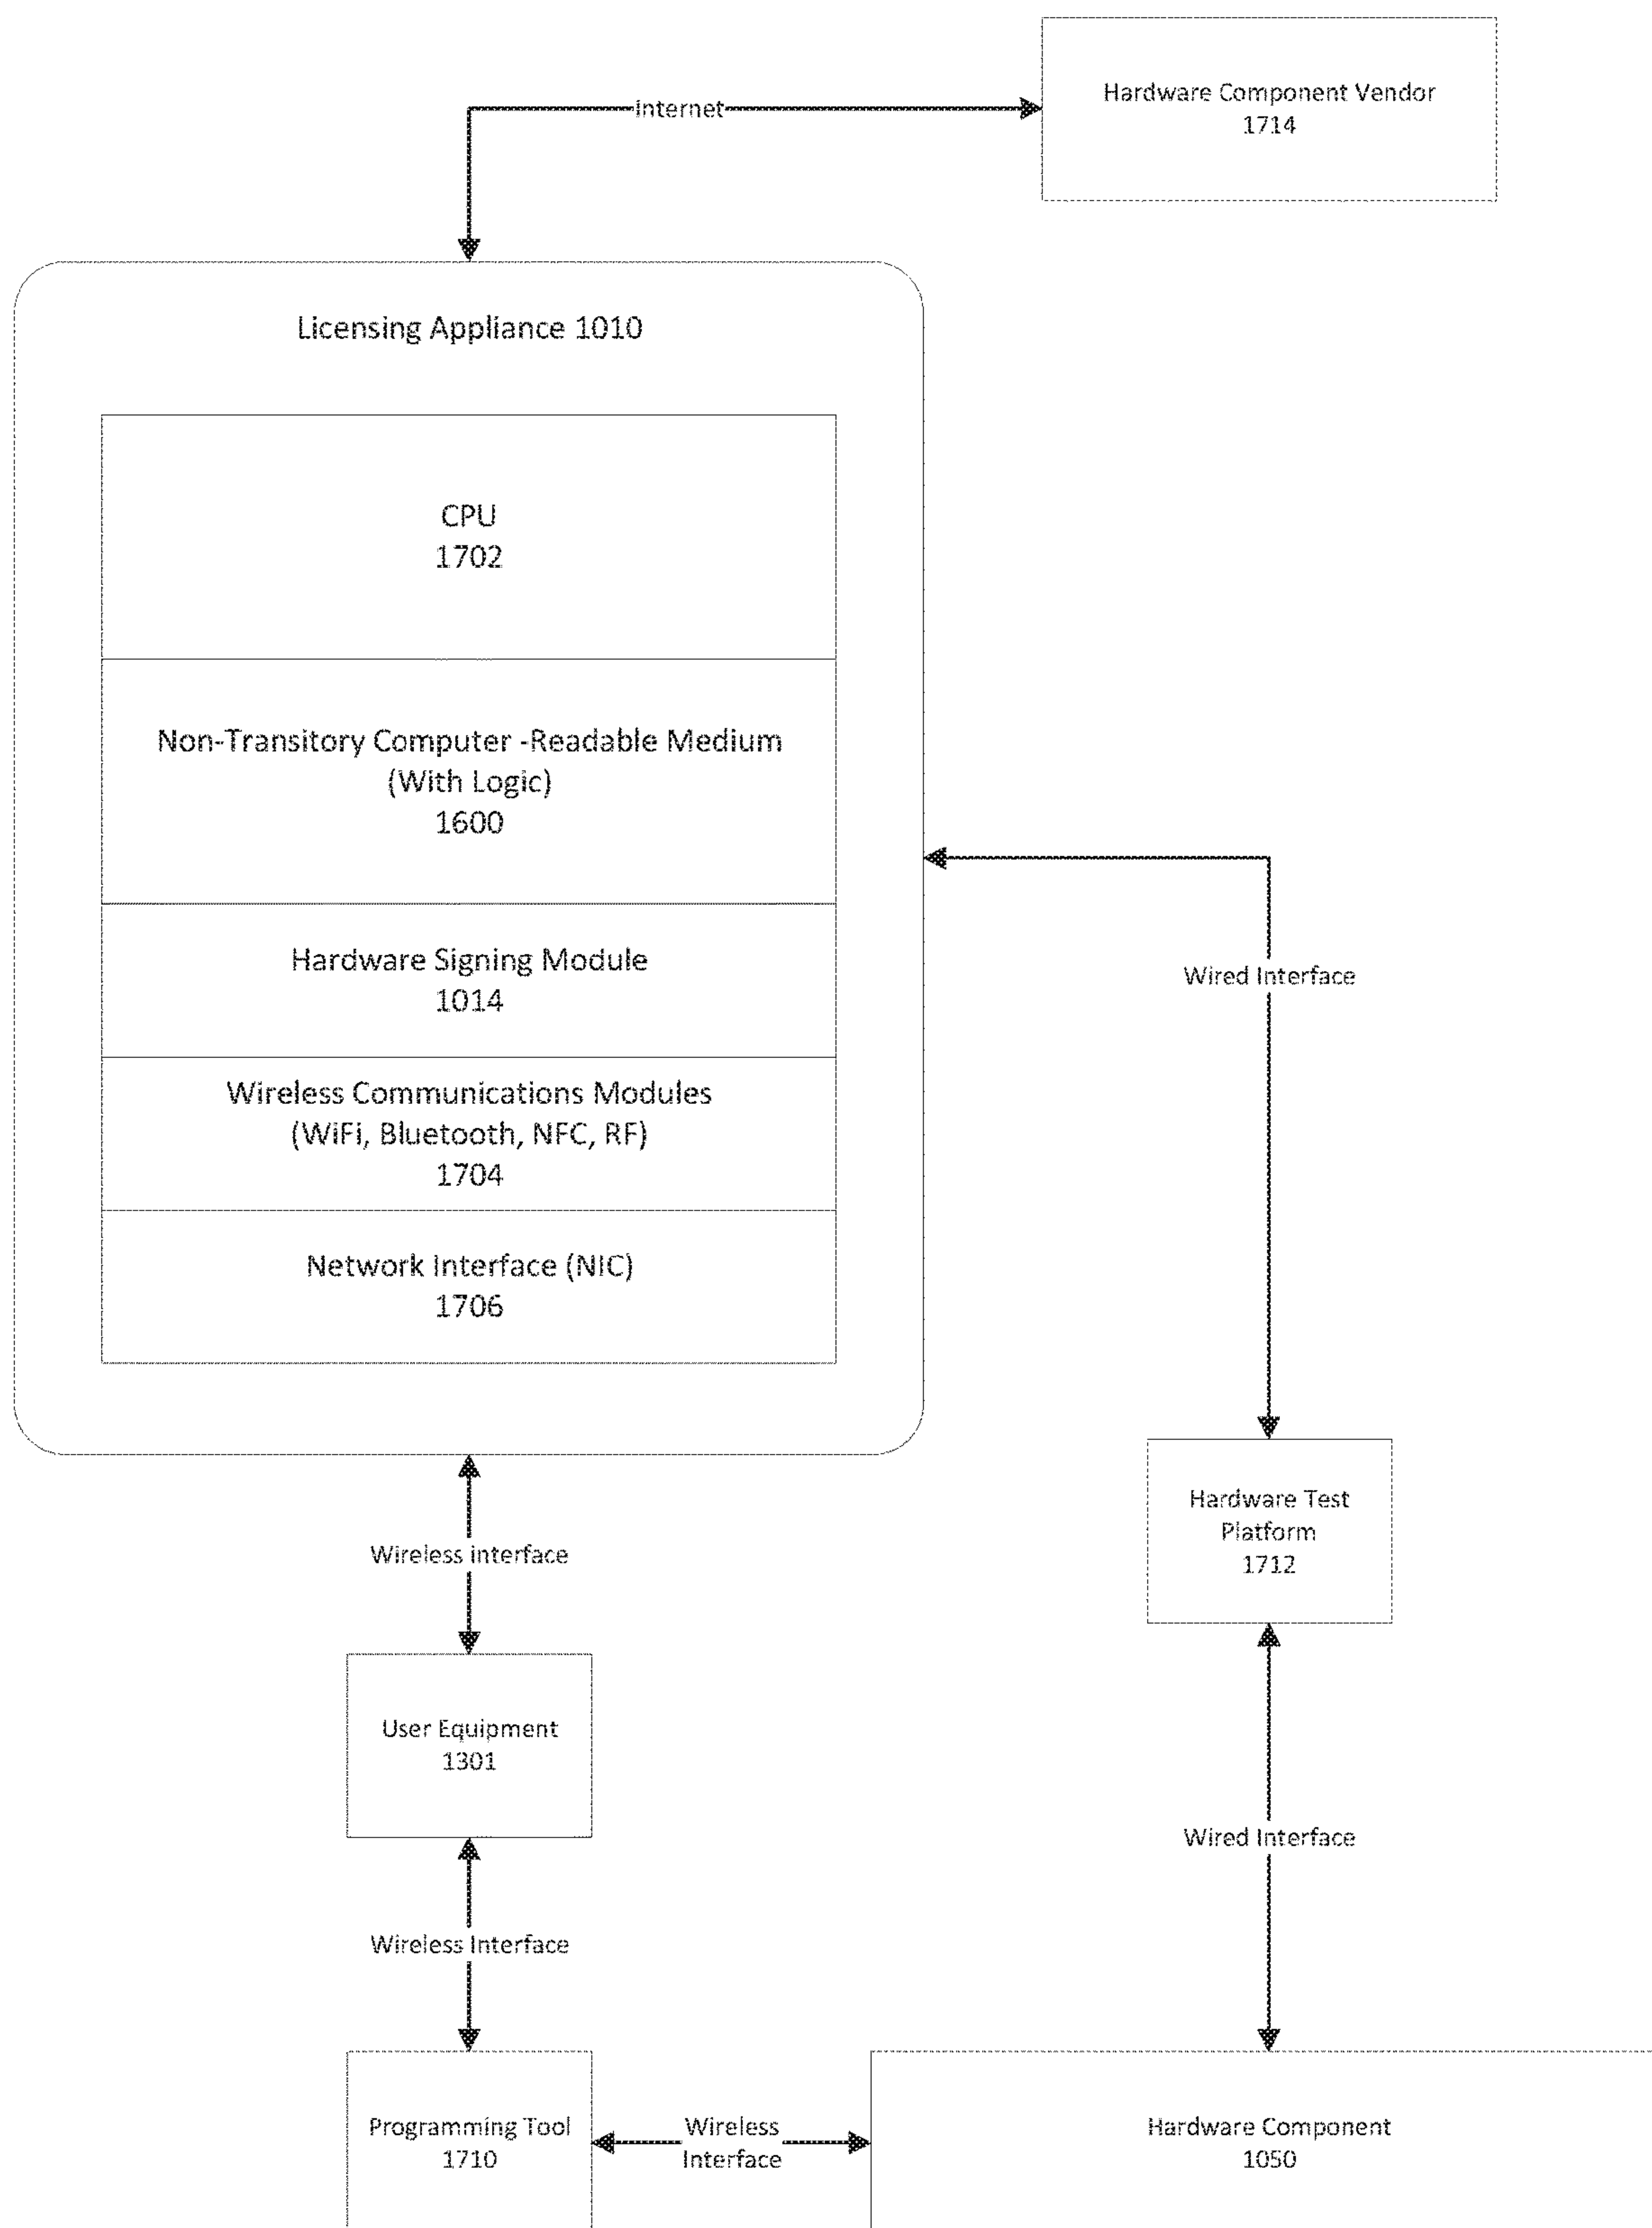 Hardware Component Vendor
1714
Internet
Licensing Appliance 1010
CPU
1702
Non-Transitory Computer -Readable Medium
(With Logic)
1600
Hardware Signing Module
1014
Wireless Communications Modules
(WiFi, Bluetooth, NFC, RF)
1704
Network Interface (NIC)
1706
Wired Interface
Hardware Test
Platform
1712
Wireless interface
User Equipment
1301
Wired Interface
Wireless Interface
Programming Tool
1710
Wireless
Interface
Hardware Component
1050